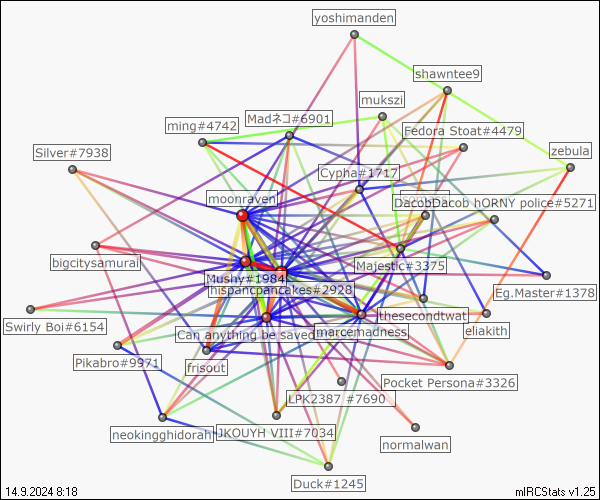 yoshimanden
shawntee9
mukszi
Madネコ#6901
ming#4742
Fedora Stoat#4479
zebula
Silver#7938
Cypha#1717
moonraven
DacobDacob hORNY police#5271
bigcitysamurai
Majestic#3375
Mushy#1984
hispancpancakes#2928
Eg.Master#1378
thesecondtwat
eliakith
Swirly Boi#6154
Can anything be saved
marcemadness
Pikabro#9971
frisout
Pocket Persona#3326
LPK2387 #7690
neokingghidorah
JKOUYH VIII#7034
normalwan
Duck#1245
14.9.2024 8:18
mIRCStats v1.25